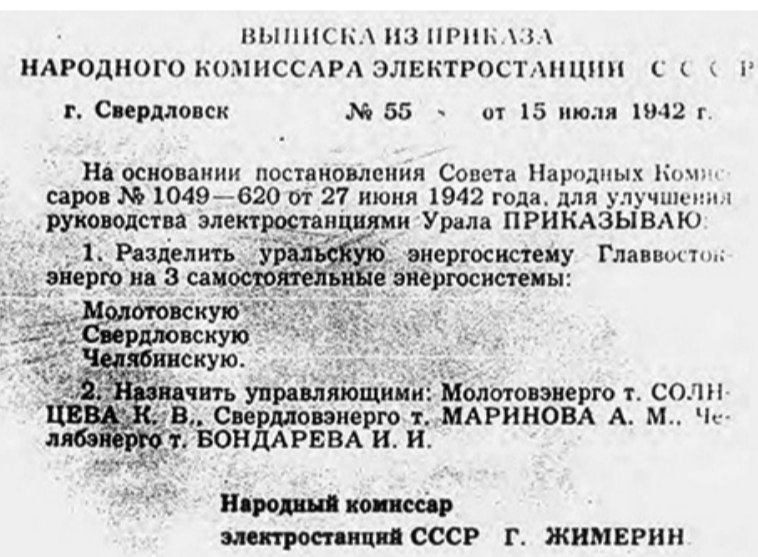 ВЫПИСКА ИЗ ПРИКАЗА
НАРОДНОГО КОМИССАРА ЭЛЕКТРОСТАНЦИЙ С С С Р
г. Свердловск № 55 - от 15 июля 1942 г.
На основании постановления Совета Народных Комис-
саров № 1049—620 от 27 июня 1942 года, для улучшения
руководства электростанциями Урала ПРИКАЗЫВАЮ:
1. Разделить уральскую энергосистему Главвосток-
энерго на 3 самостоятельные энергосистемы:
Молотовскую
Свердловскую
Челябинскую.
2. Назначить управляющими: Молотовэнерго т. СОЛН-
ЦЕВА К. В., Свердловэнерго т. МАРИНОВА А. М., Че-
лябэнерго т. БОНДАРЕВА И. И.
Народный комиссар
электростанций СССР Г. ЖИМЕРИН